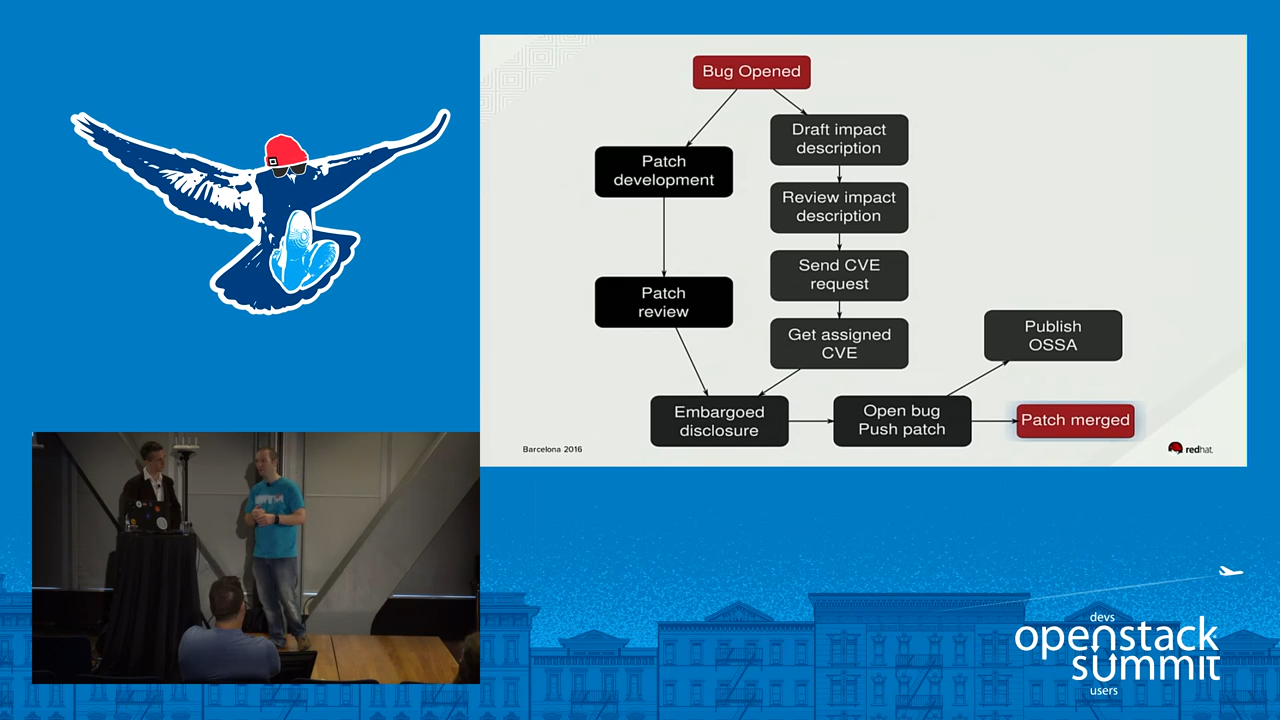 Bug Opened
Draft impact
description
Patch
development
Review impact
description
Send CVE
request
Patch
review
Get assigned
CVE
Publish
OSSA
Embargoed
disclosure
Open bug
Push patch
Patch merged
Barcelona 2016
redhat.
devs
openstack
summit
users